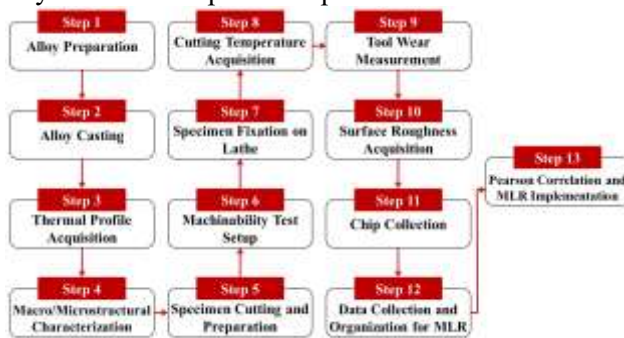 Step 1
Alloy Preparation
Step 2
Alloy Casting
Step 3
Thermal Profile
Acquisition
Step 4
Macro/Microstructural
Characterization
Step 5
Specimen Cutting and
Preparation
Step 6
Machinability Test
Setup
Step 7
Specimen Fixation on
Lathe
Step 8
Cutting Temperature
Acquisition
Step 9
Tool Wear
Measurement
Step 10
Surface Roughness
Acquisition
Step 11
Chip Collection
Step 12
Data Collection and
Organization for MLR
Step 13
Pearson Correlation and
MLR Implementation